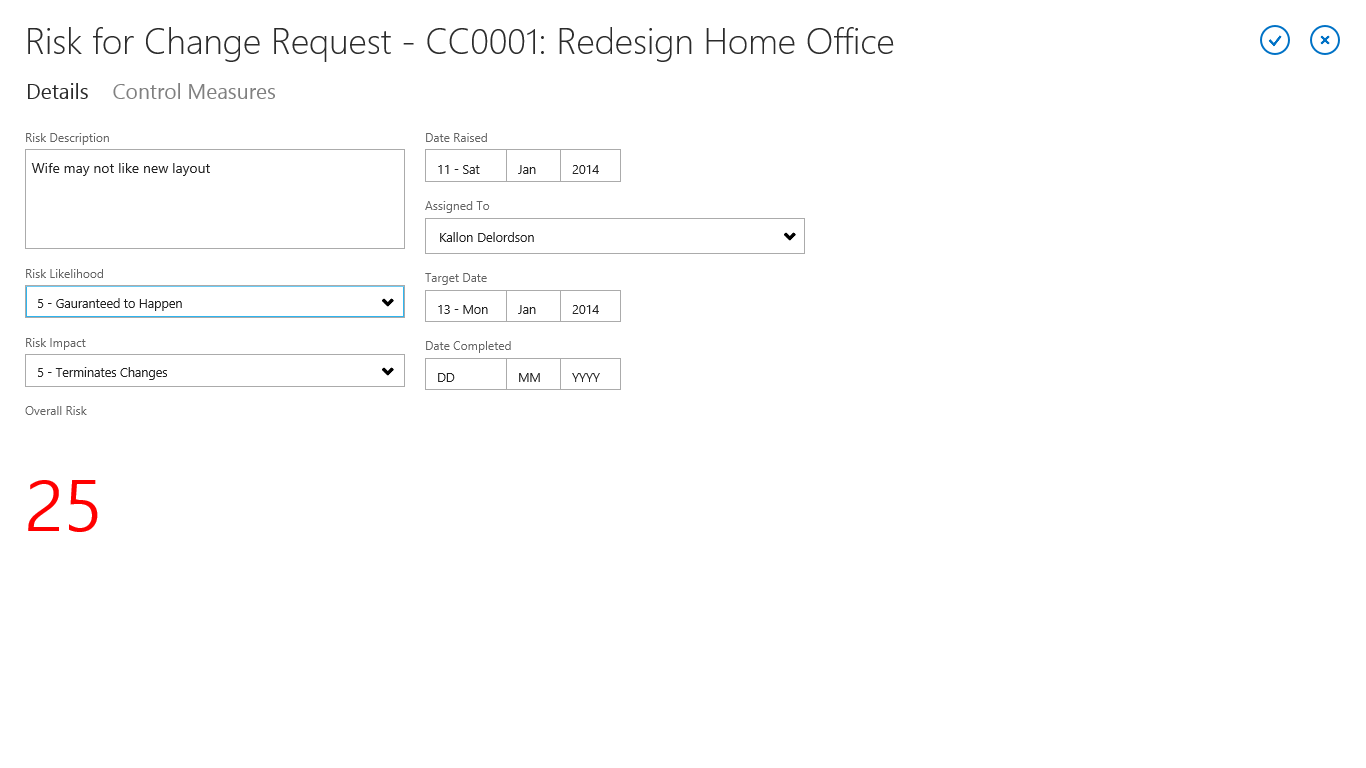 Risk for Change Request - CC0001: Redesign Home Office
Details Control Measures
Risk Description
Wife may not like new layout
Risk Likelihood
5 - Gauranteed to Happen
Risk Impact
5 - Terminates Changes
Overall Risk
25
Date Raised
11 - Sat Jan 2014
Assigned To
Kallon Delordson
Target Date
13 - Mon Jan 2014
Date Completed
DD MM YYYY